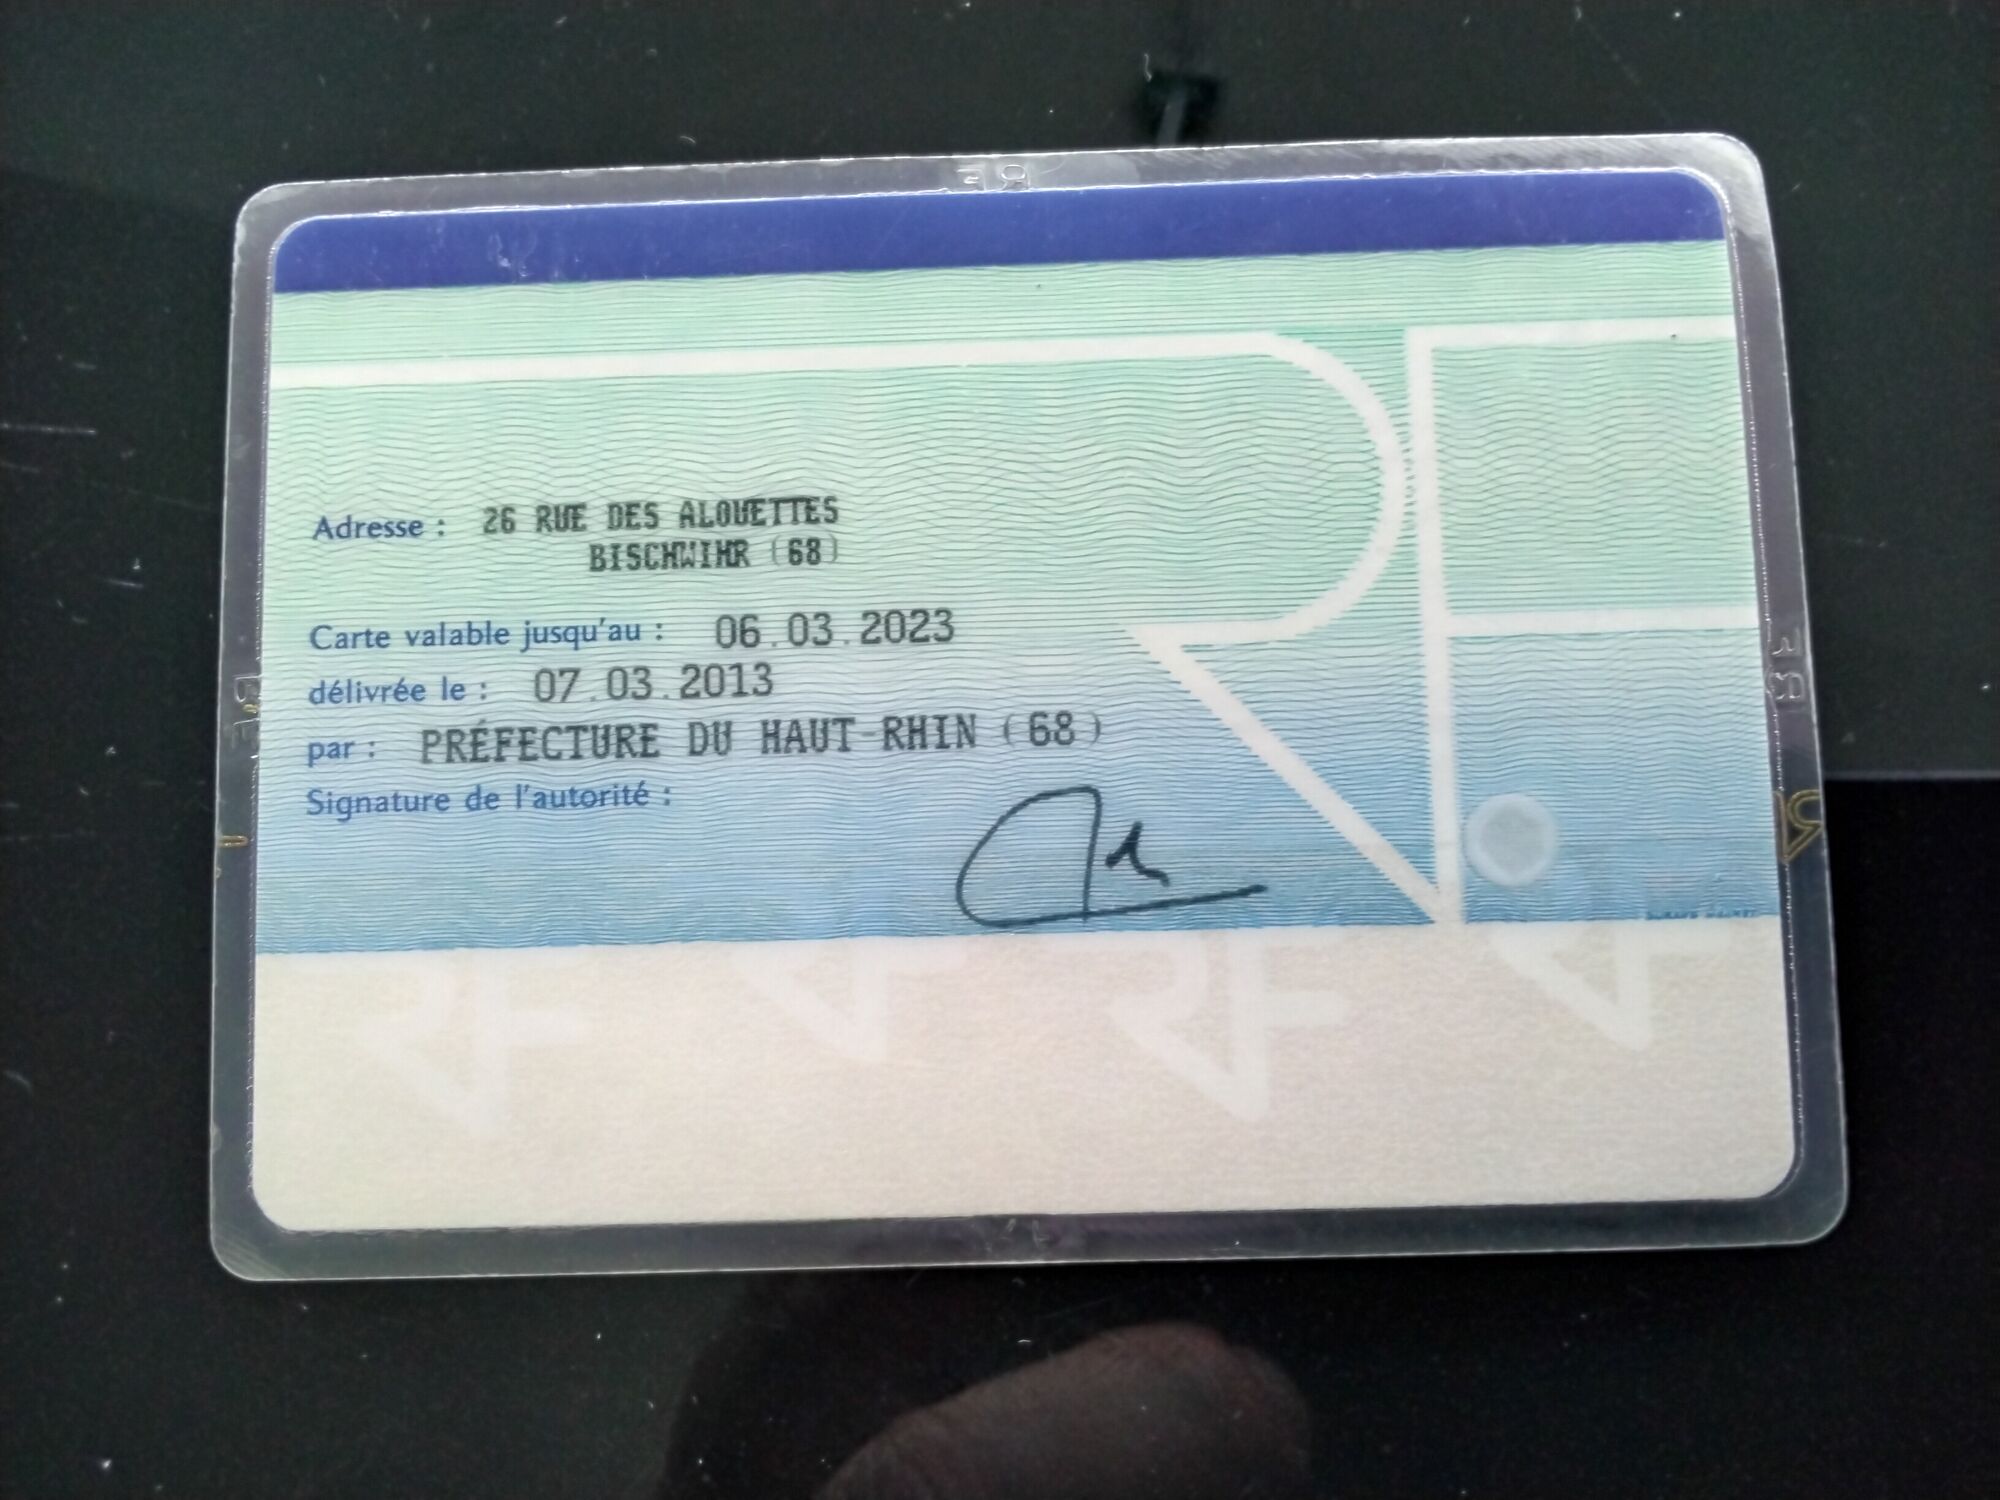 Adresse : 26 RUE DES ALOUETTES
BISCHWIHR (68)
Carte valable jusqu'au : 06.03.2023
délivrée le : 07.03.2013
par : PRÉFECTURE DU HAUT-RHIN (68)
Signature de l'autorité :
RF